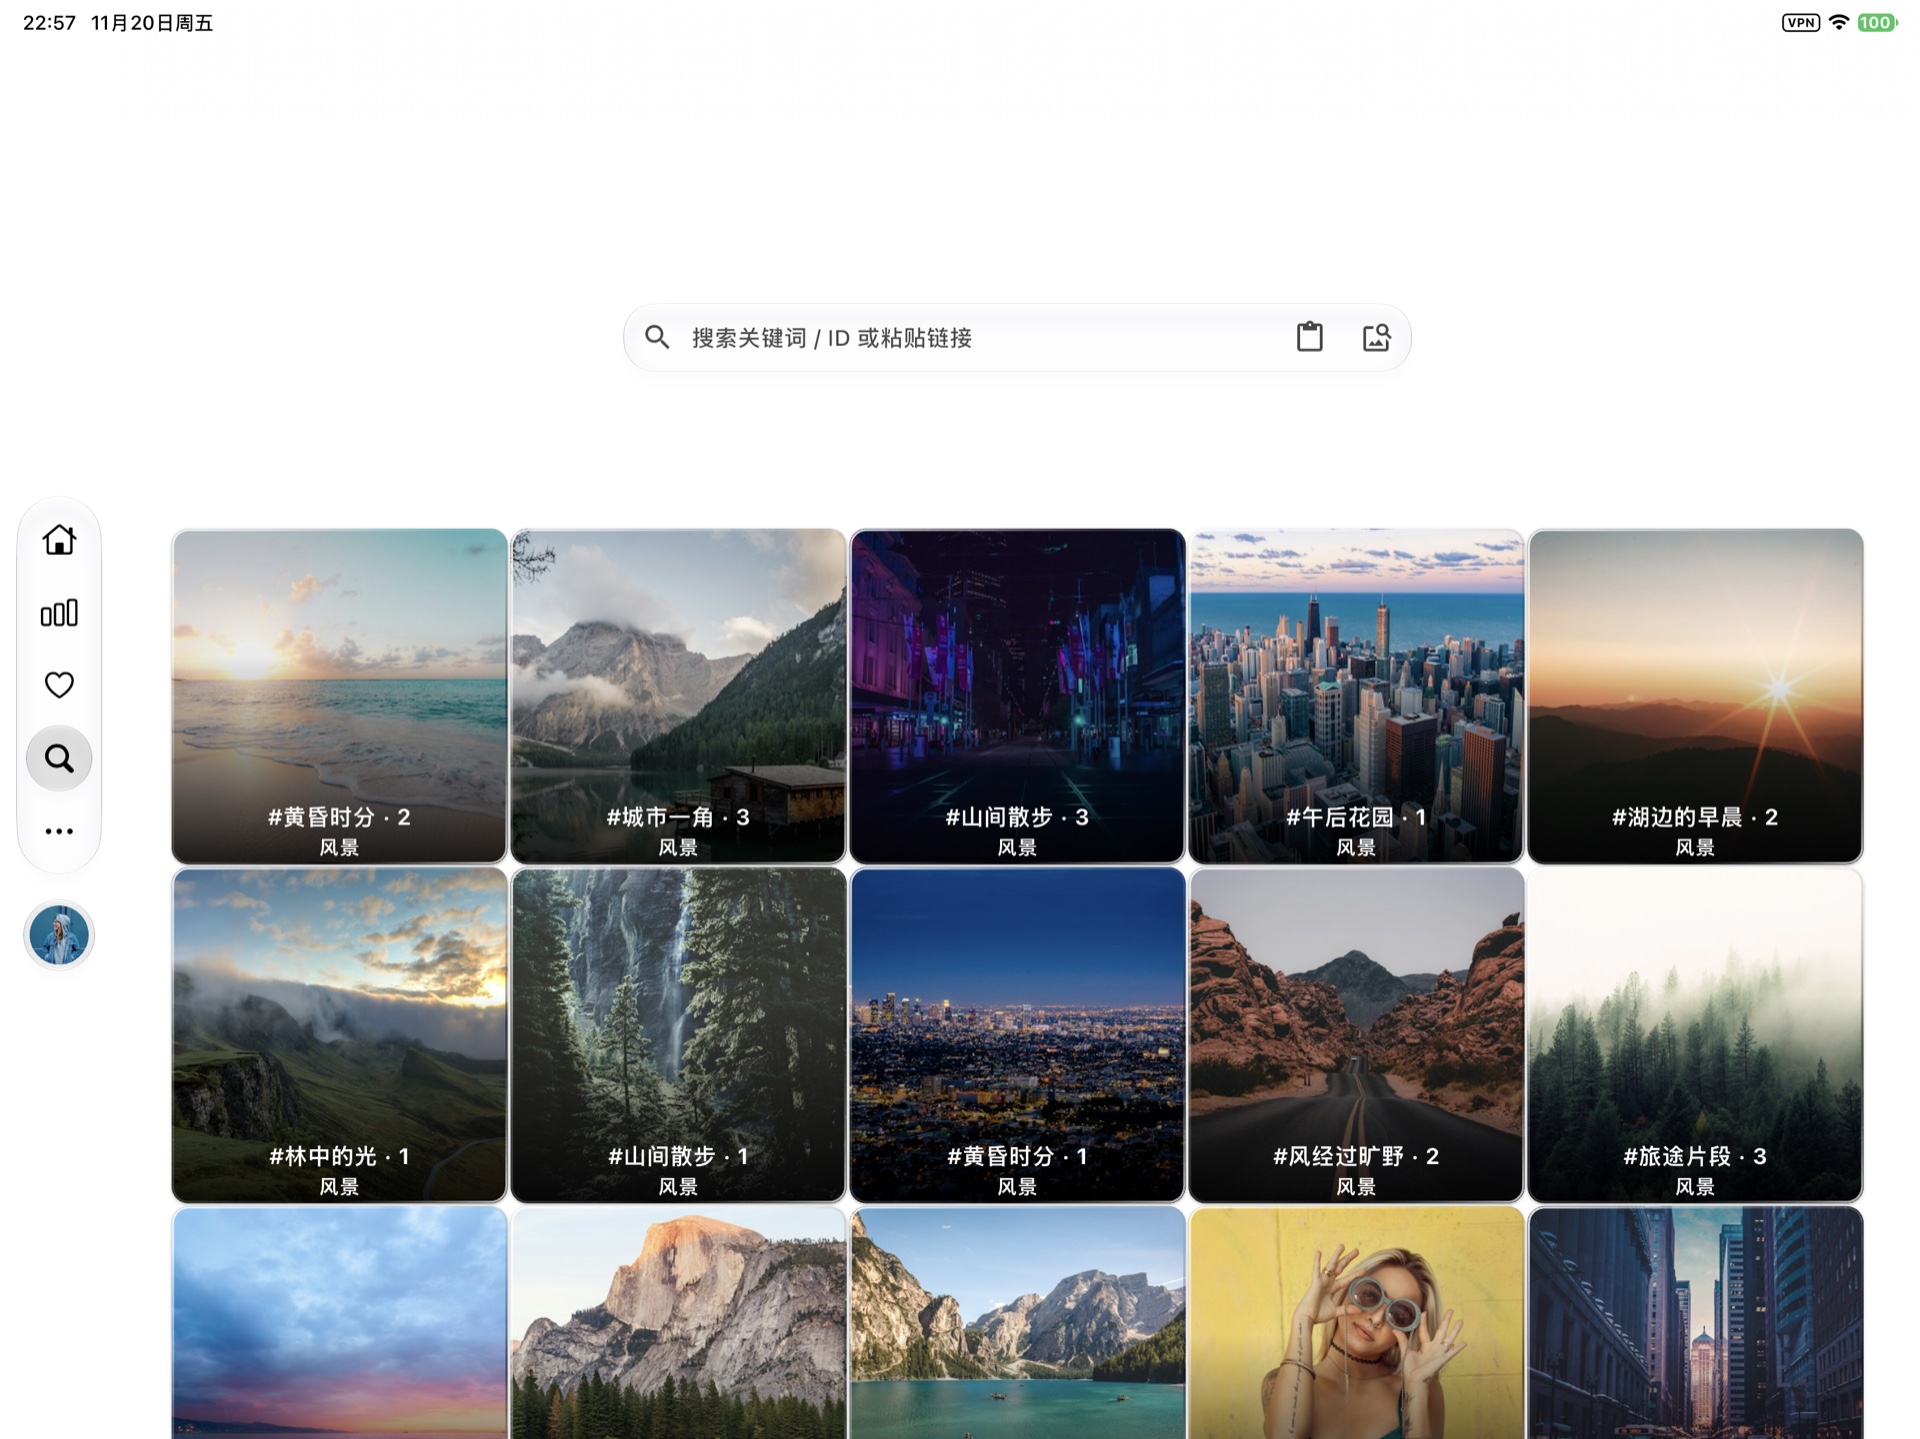 22:57 11月20日周五
VPN 100
搜索关键词 / ID 或粘贴链接
#黄昏时分 · 2
风景
#城市一角 · 3
风景
#山间散步 · 3
风景
#午后花园 · 1
风景
#湖边的早晨 · 2
风景
#林中的光 · 1
风景
#山间散步 · 1
风景
#黄昏时分 · 1
风景
#风经过旷野 · 2
风景
#旅途片段 · 3
风景